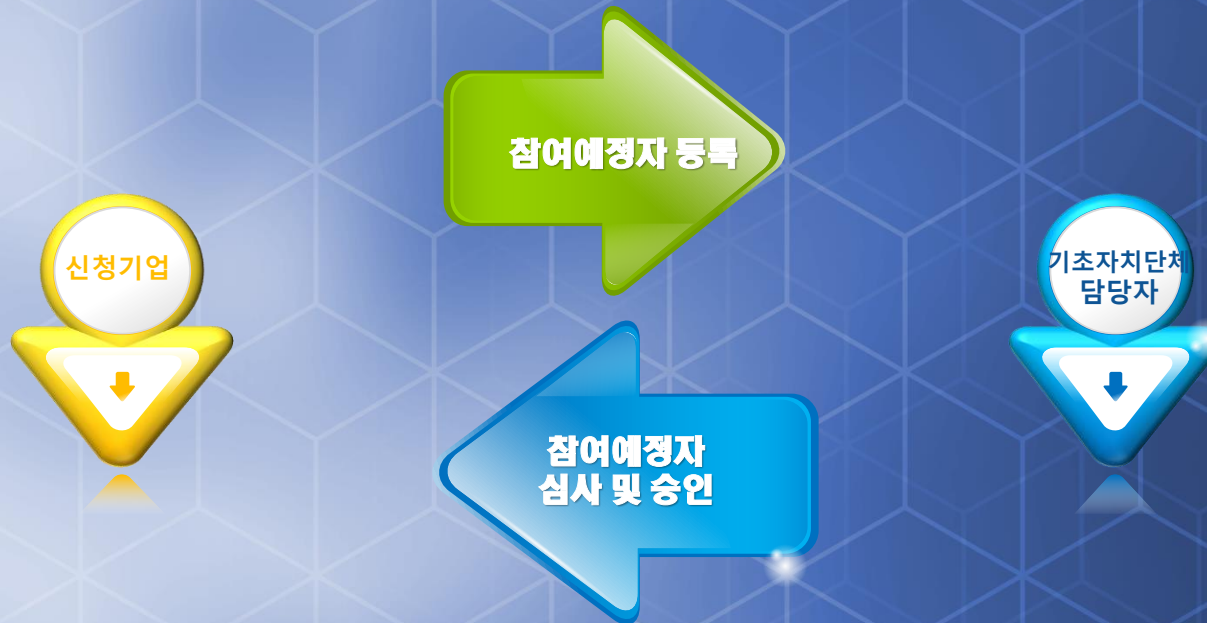 참여예정자 등록
신청기업
기초자치단체
담당자
참여예정자
심사 및 승인